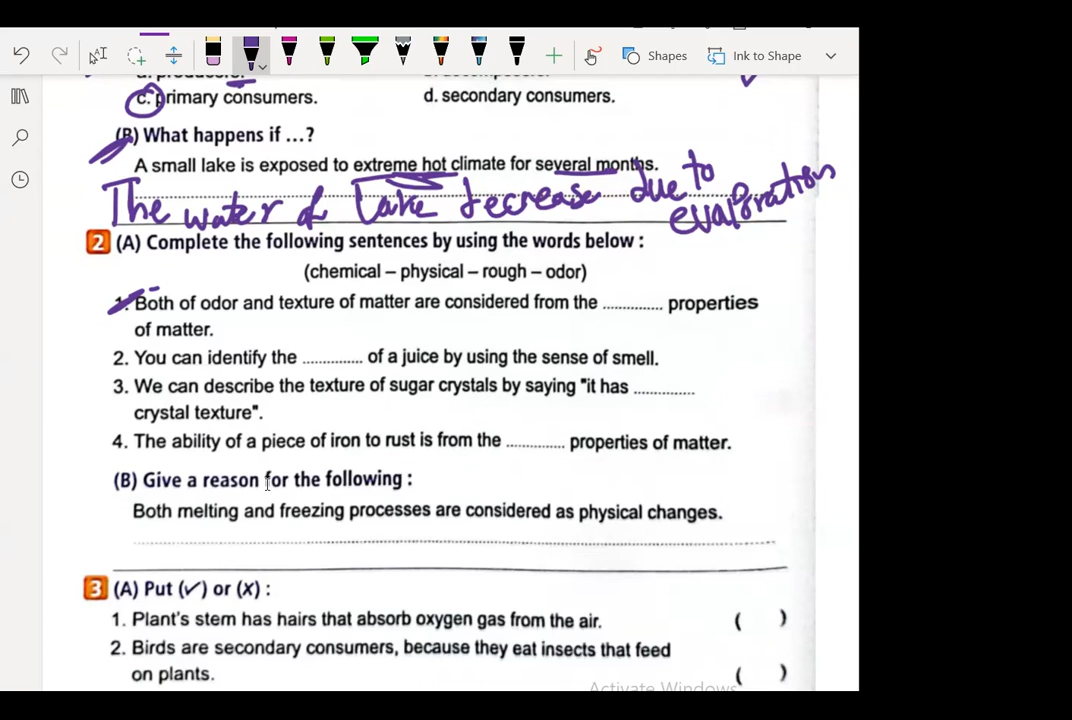 Shapes
Ink to Shape
c. primary consumers.
d. secondary consumers.
(B) What happens if ...?
A small lake is exposed to extreme hot climate for several months.
The water of lake decrease due to
evaporation
2 (A) Complete the following sentences by using the words below :
(chemical – physical – rough – odor)
1. Both of odor and texture of matter are considered from the .............. properties
of matter.
2. You can identify the .............. of a juice by using the sense of smell.
3. We can describe the texture of sugar crystals by saying "it has ..............
crystal texture".
4. The ability of a piece of iron to rust is from the .............. properties of matter.
(B) Give a reason for the following :
Both melting and freezing processes are considered as physical changes.
3 (A) Put (✓) or (x) :
1. Plant's stem has hairs that absorb oxygen gas from the air. ( )
2. Birds are secondary consumers, because they eat insects that feed
on plants. ( )
Activate Windows